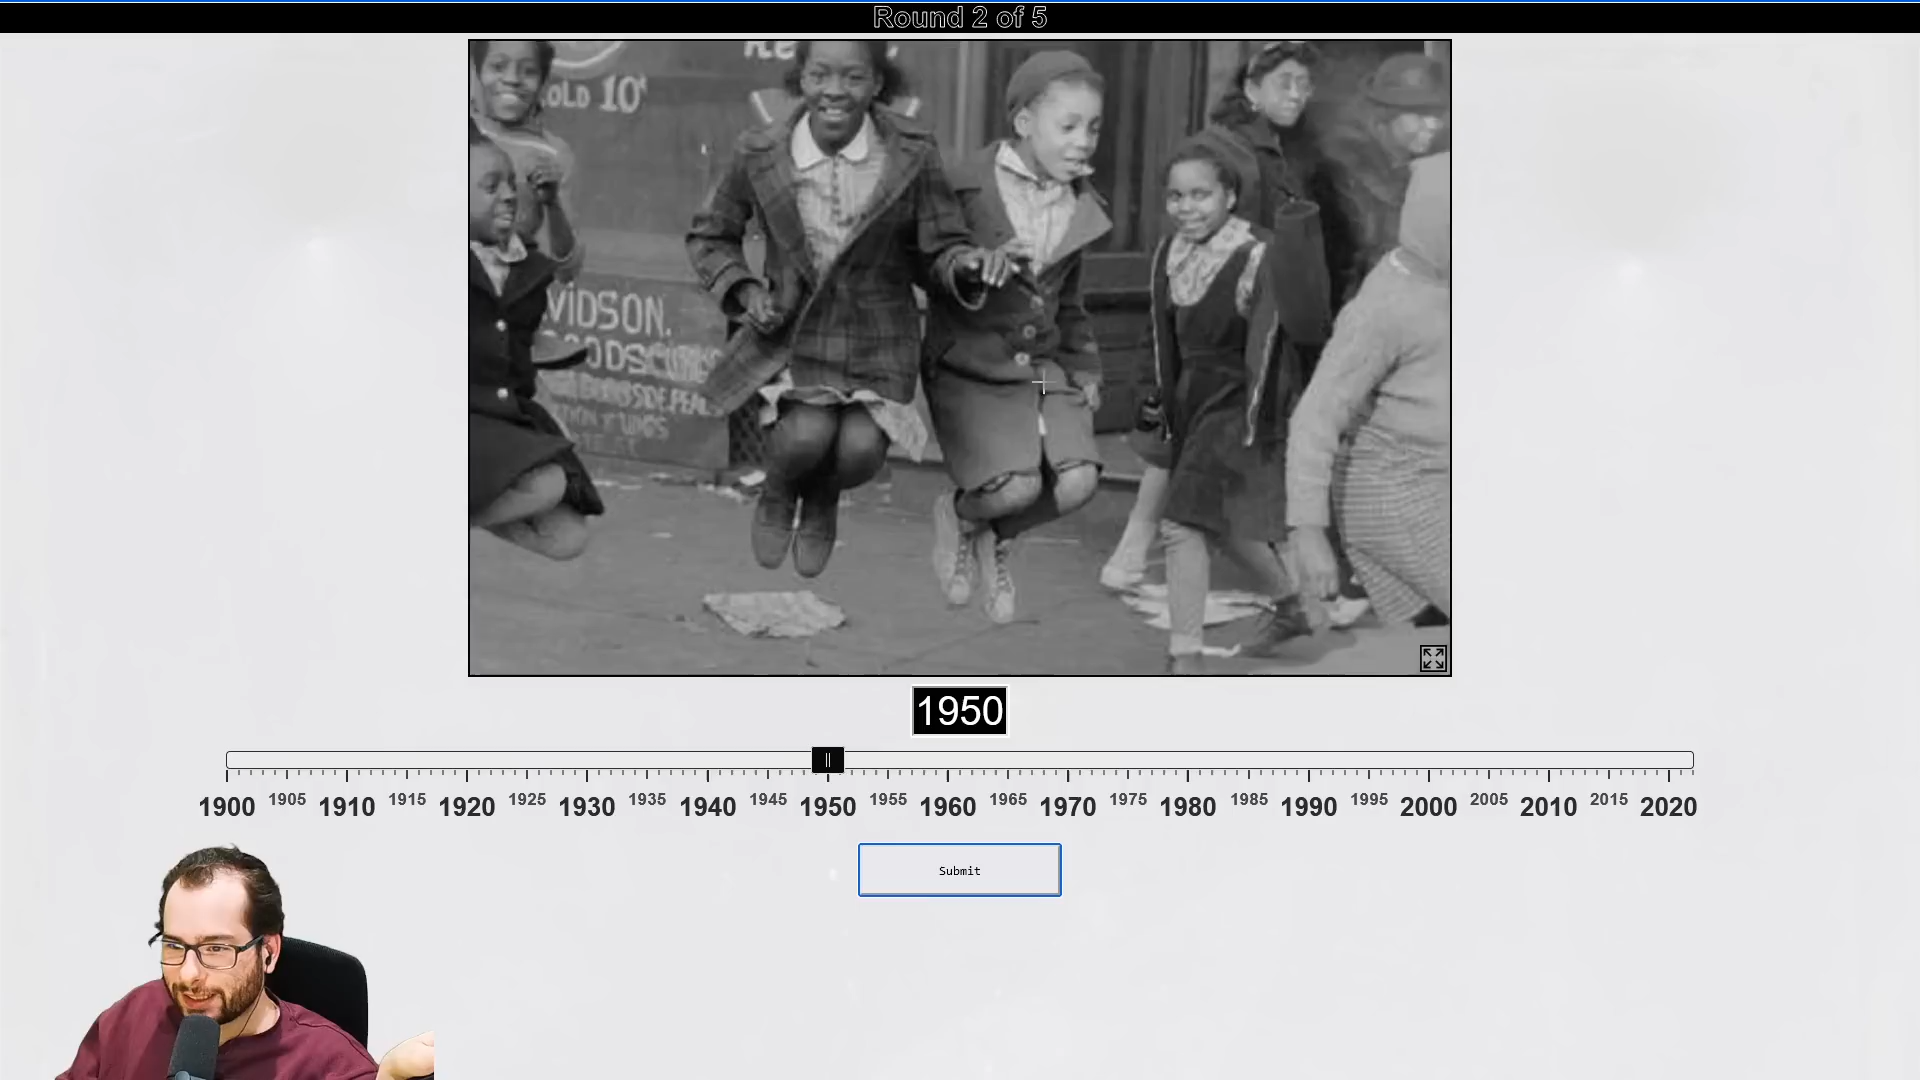 Round 2 of 5
OLD 10¢
VIDSON.
1950
1900 1905 1910 1915 1920 1925 1930 1935 1940 1945 1950 1955 1960 1965 1970 1975 1980 1985 1990 1995 2000 2005 2010 2015 2020
Submit